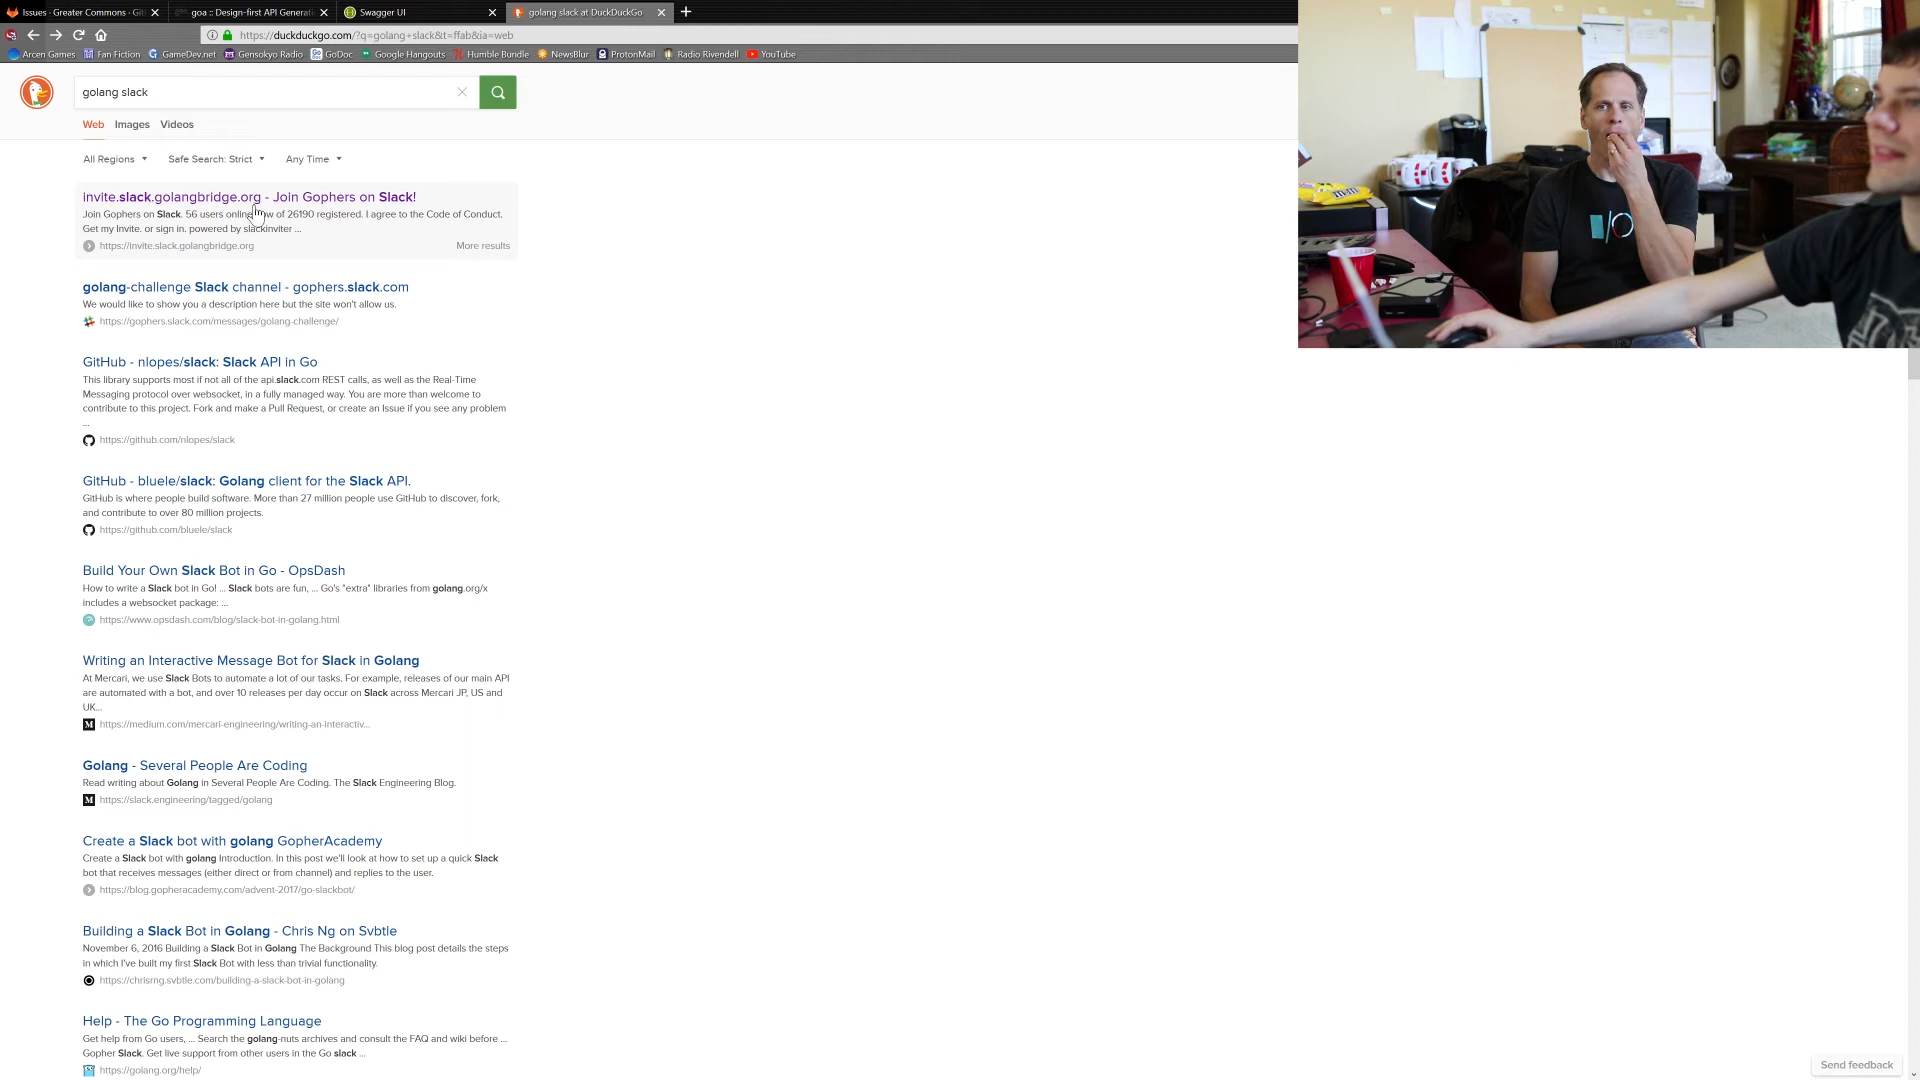 Issues - Greater Commons - Git
goa :: Design-first API Generati
Swagger UI
golang slack at DuckDuckGo
https://duckduckgo.com/?q=golang+slack&t=ffab&ia=web
Arcen Games Fan Fiction GameDev.net Gensokyo Radio GoDoc Google Hangouts Humble Bundle NewsBlur ProtonMail Radio Rivendell YouTube
golang slack
Web Images Videos
All Regions Safe Search: Strict Any Time
invite.slack.golangbridge.org - Join Gophers on Slack!
Join Gophers on Slack. 56 users online now of 26190 registered. I agree to the Code of Conduct.
Get my Invite. or sign in. powered by slackinviter ...
https://invite.slack.golangbridge.org More results
golang-challenge Slack channel - gophers.slack.com
We would like to show you a description here but the site won't allow us.
https://gophers.slack.com/messages/golang-challenge/
GitHub - nlopes/slack: Slack API in Go
This library supports most if not all of the api.slack.com REST calls, as well as the Real-Time
Messaging protocol over websocket, in a fully managed way. You are more than welcome to
contribute to this project. Fork and make a Pull Request, or create an Issue if you see any problem
...
https://github.com/nlopes/slack
GitHub - bluele/slack: Golang client for the Slack API.
GitHub is where people build software. More than 27 million people use GitHub to discover, fork,
and contribute to over 80 million projects.
https://github.com/bluele/slack
Build Your Own Slack Bot in Go - OpsDash
How to write a Slack bot in Go! ... Slack bots are fun, ... Go's "extra" libraries from golang.org/x
includes a websocket package: ...
https://www.opsdash.com/blog/slack-bot-in-golang.html
Writing an Interactive Message Bot for Slack in Golang
At Mercari, we use Slack Bots to automate a lot of our tasks. For example, releases of our main API
are automated with a bot, and over 10 releases per day occur on Slack across Mercari JP, US and
UK...
https://medium.com/mercari-engineering/writing-an-interactiv...
Golang - Several People Are Coding
Read writing about Golang in Several People Are Coding. The Slack Engineering Blog.
https://slack.engineering/tagged/golang
Create a Slack bot with golang GopherAcademy
Create a Slack bot with golang Introduction. In this post we'll look at how to set up a quick Slack
bot that receives messages (either direct or from channel) and replies to the user.
https://blog.gopheracademy.com/advent-2017/go-slackbot/
Building a Slack Bot in Golang - Chris Ng on Svbtle
November 6, 2016 Building a Slack Bot in Golang The Background This blog post details the steps
in which I've built my first Slack Bot with less than trivial functionality.
https://chrisrng.svbtle.com/building-a-slack-bot-in-golang
Help - The Go Programming Language
Get help from Go users, ... Search the golang-nuts archives and consult the FAQ and wiki before ...
Gopher Slack. Get live support from other users in the Go slack ...
https://golang.org/help/
Send feedback
I/O